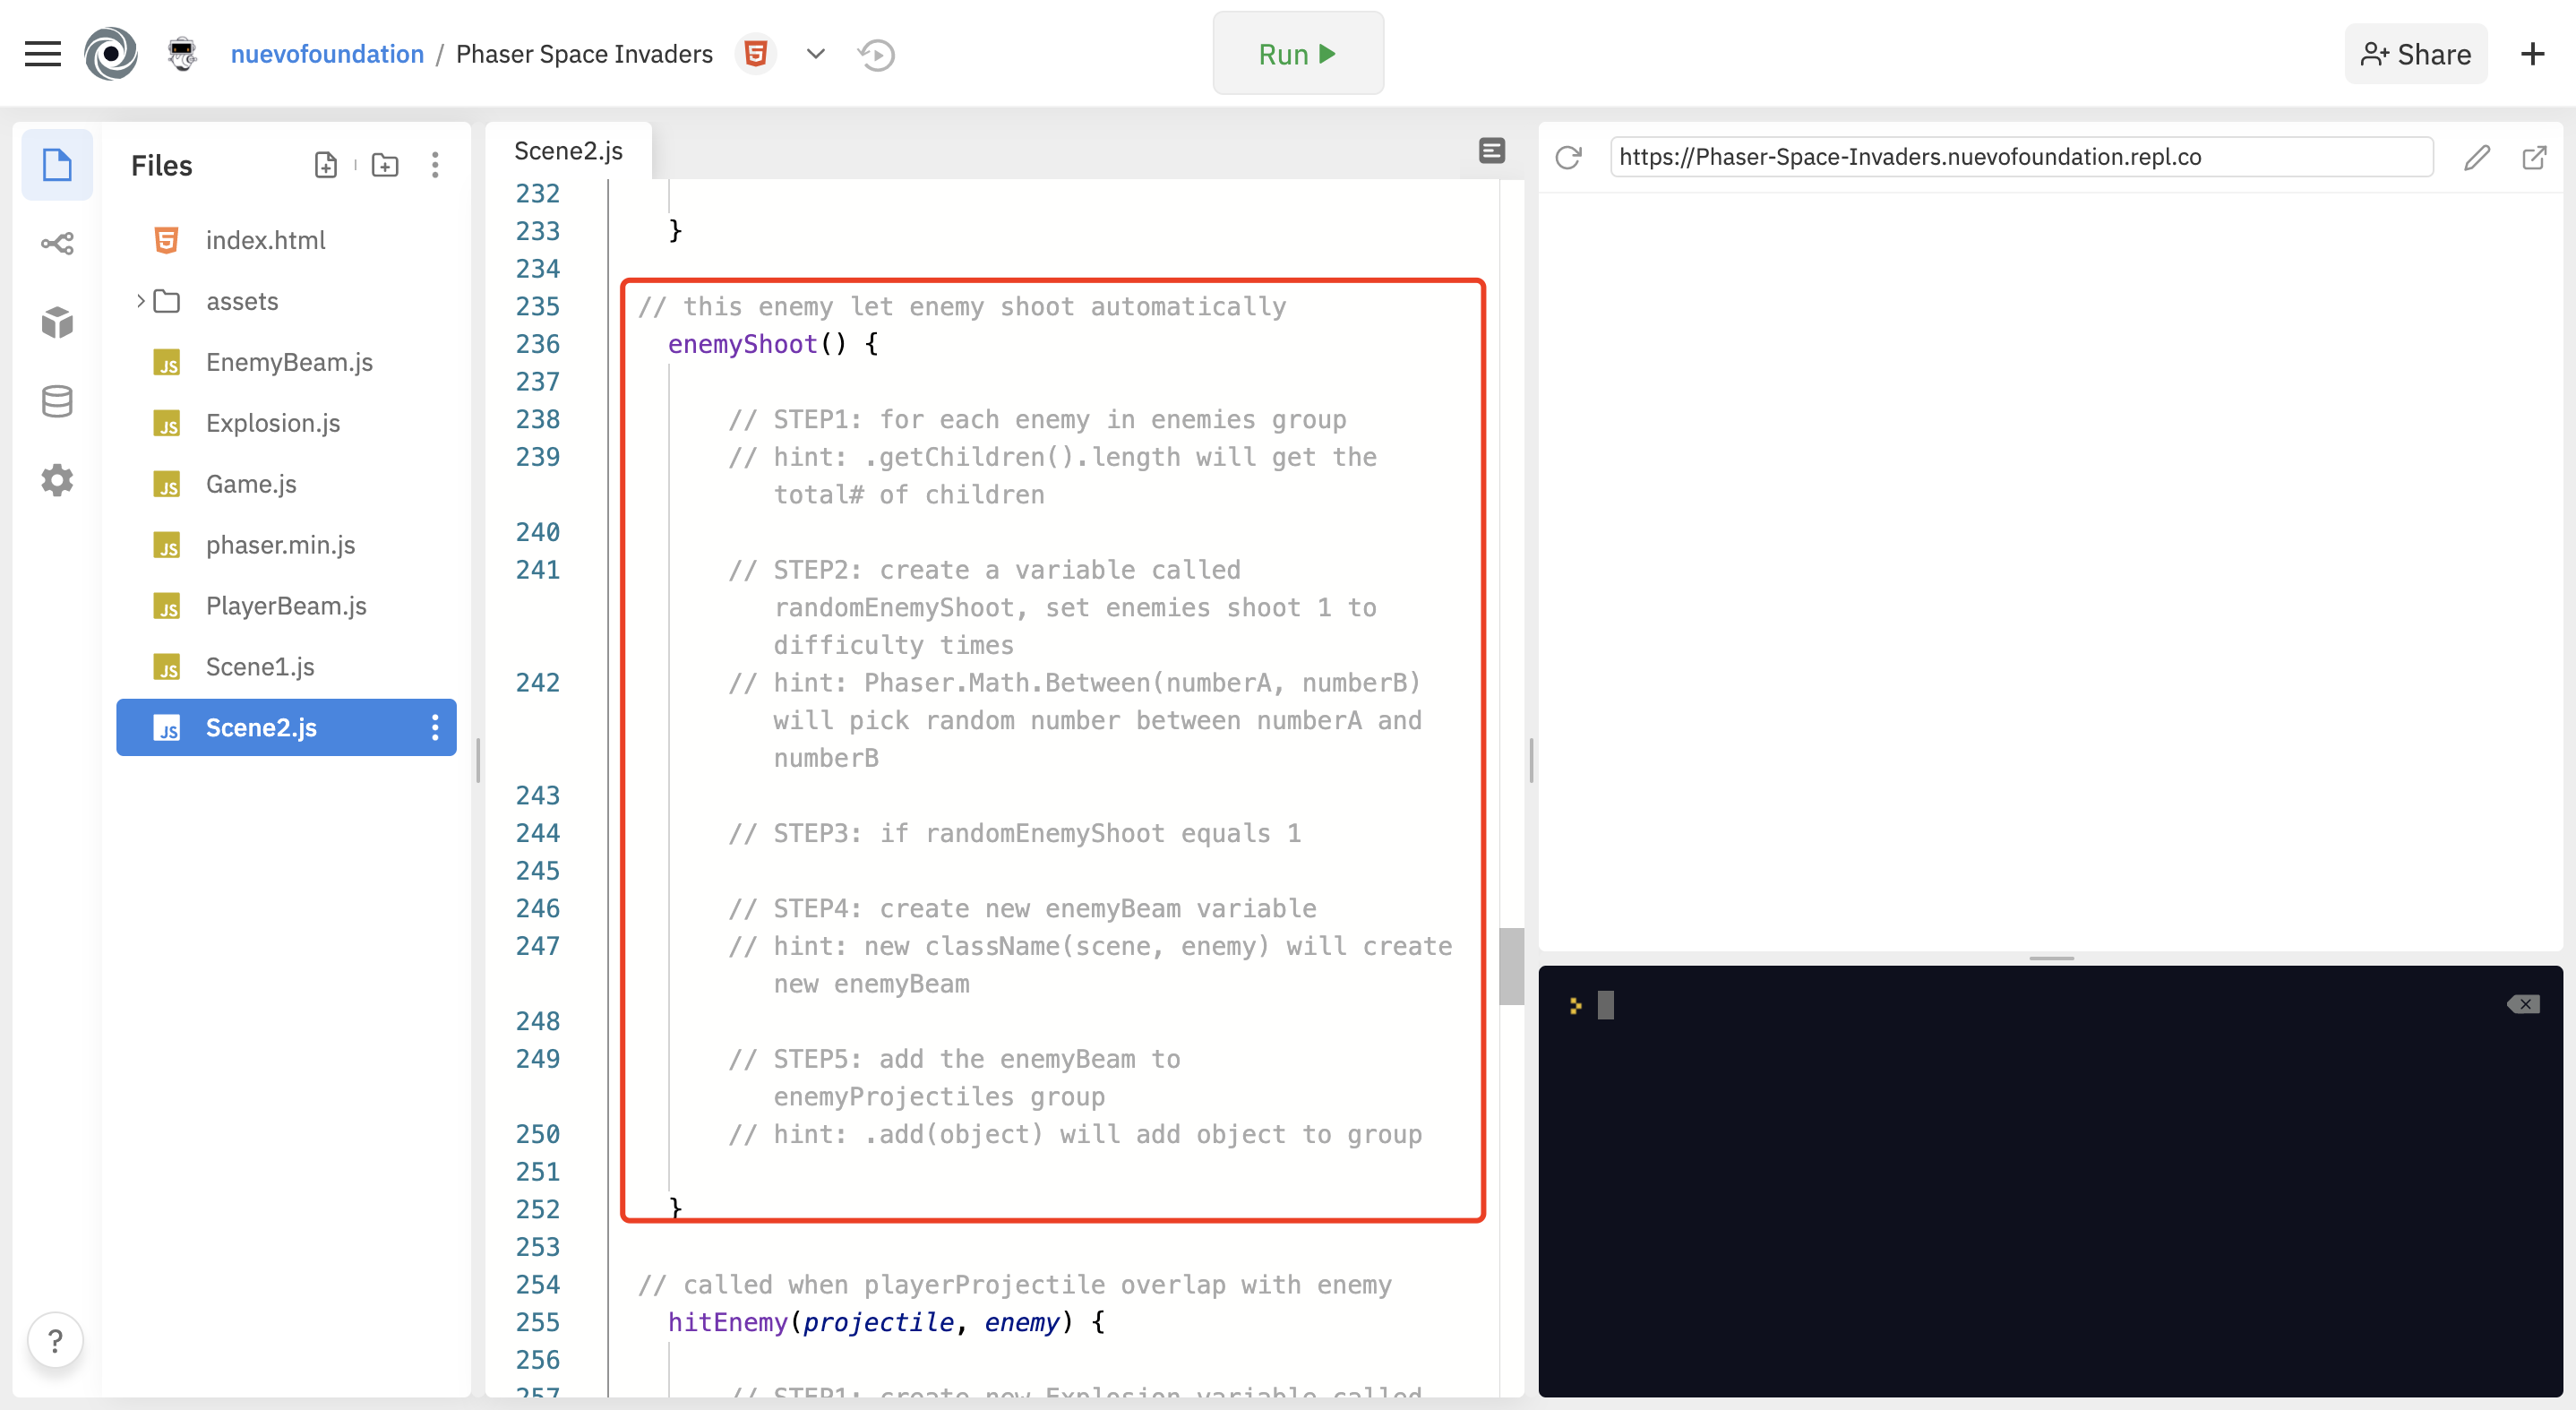 nuevofoundation / Phaser Space Invaders
Run
Share
Files
index.html
assets
EnemyBeam.js
Explosion.js
Game.js
phaser.min.js
PlayerBeam.js
Scene1.js
Scene2.js
?
Scene2.js
232
233 }
234
235 // this enemy let enemy shoot automatically
236 enemyShoot() {
237
238 // STEP1: for each enemy in enemies group
239 // hint: .getChildren().length will get the
total# of children
240
241 // STEP2: create a variable called
randomEnemyShoot, set enemies shoot 1 to
difficulty times
242 // hint: Phaser.Math.Between(numberA, numberB)
will pick random number between numberA and
numberB
243
244 // STEP3: if randomEnemyShoot equals 1
245
246 // STEP4: create new enemyBeam variable
247 // hint: new className(scene, enemy) will create
new enemyBeam
248
249 // STEP5: add the enemyBeam to
enemyProjectiles group
250 // hint: .add(object) will add object to group
251
252 }
253
254 // called when playerProjectile overlap with enemy
255 hitEnemy(projectile, enemy) {
256
257 // STEP1: create new Explosion variable called
https://Phaser-Space-Invaders.nuevofoundation.repl.co